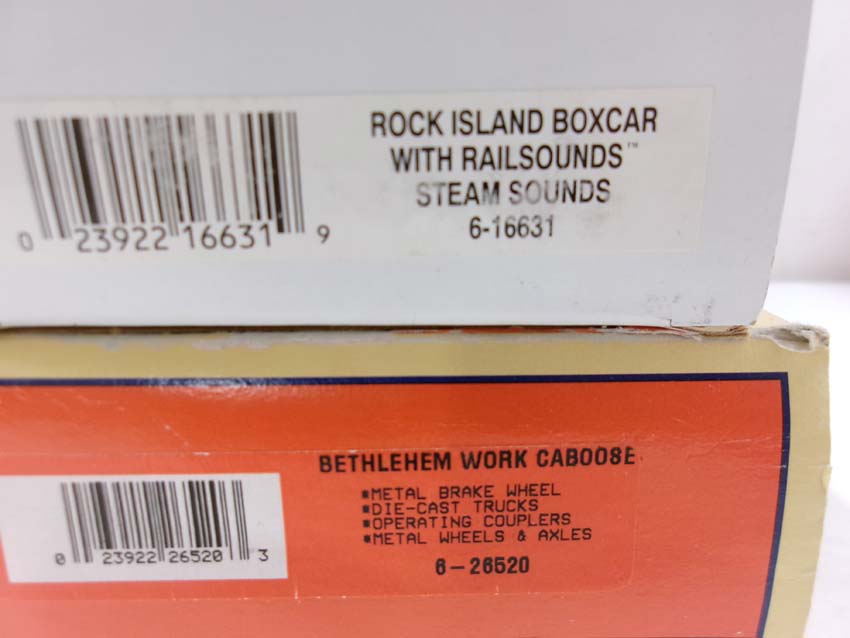 ROCK ISLAND BOXCAR
WITH RAILSOUNDS™
STEAM SOUNDS
6-16631
0 23922 16631 9
BETHLEHEM WORK CABOOSE
*METAL BRAKE WHEEL
*DIE-CAST TRUCKS
*OPERATING COUPLERS
*METAL WHEELS & AXLES
6-26520
0 23922 26520 3